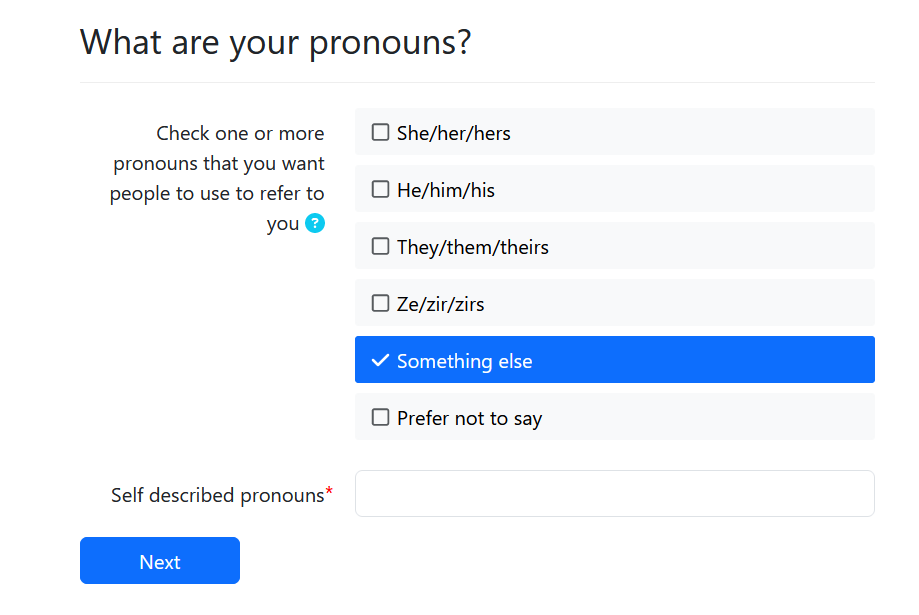 What are your pronouns?
Check one or more
pronouns that you want
people to use to refer to
you ?
She/her/hers
He/him/his
They/them/theirs
Ze/zir/zirs
Something else
Prefer not to say
Self described pronouns*
Next